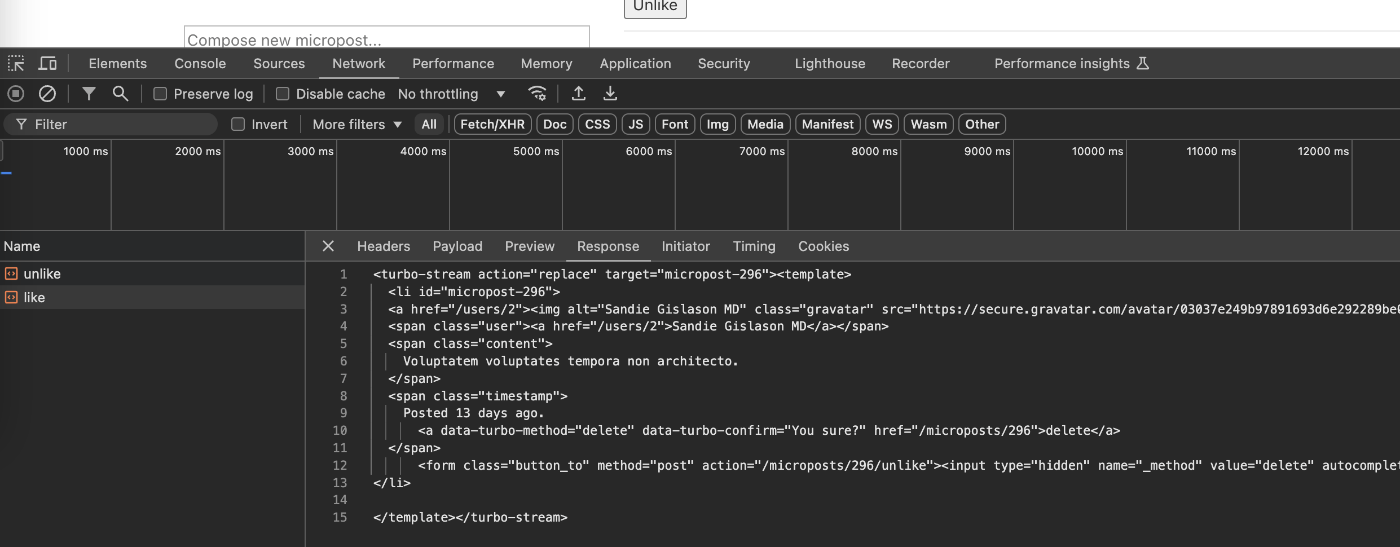 Unlike
Compose new micropost...
Elements Console Sources Network Performance Memory Application Security Lighthouse Recorder Performance insights
Preserve log Disable cache No throttling
Filter Invert More filters All Fetch/XHR Doc CSS JS Font Img Media Manifest WS Wasm Other
1000 ms 2000 ms 3000 ms 4000 ms 5000 ms 6000 ms 7000 ms 8000 ms 9000 ms 10000 ms 11000 ms 12000 ms
Name Headers Payload Preview Response Initiator Timing Cookies
unlike
like
1 <turbo-stream action="replace" target="micropost-296"><template>
2 <li id="micropost-296">
3 <a href="/users/2"><img alt="Sandie Gislason MD" class="gravatar" src="https://secure.gravatar.com/avatar/03037e249b97891693d6e292289be
4 <span class="user"><a href="/users/2">Sandie Gislason MD</a></span>
5 <span class="content">
6 Voluptatem voluptates tempora non architecto.
7 </span>
8 <span class="timestamp">
9 Posted 13 days ago.
10 <a data-turbo-method="delete" data-turbo-confirm="You sure?" href="/microposts/296">delete</a>
11 </span>
12 <form class="button_to" method="post" action="/microposts/296/unlike"><input type="hidden" name="_method" value="delete" autocomplet
13 </li>
14
15 </template></turbo-stream>